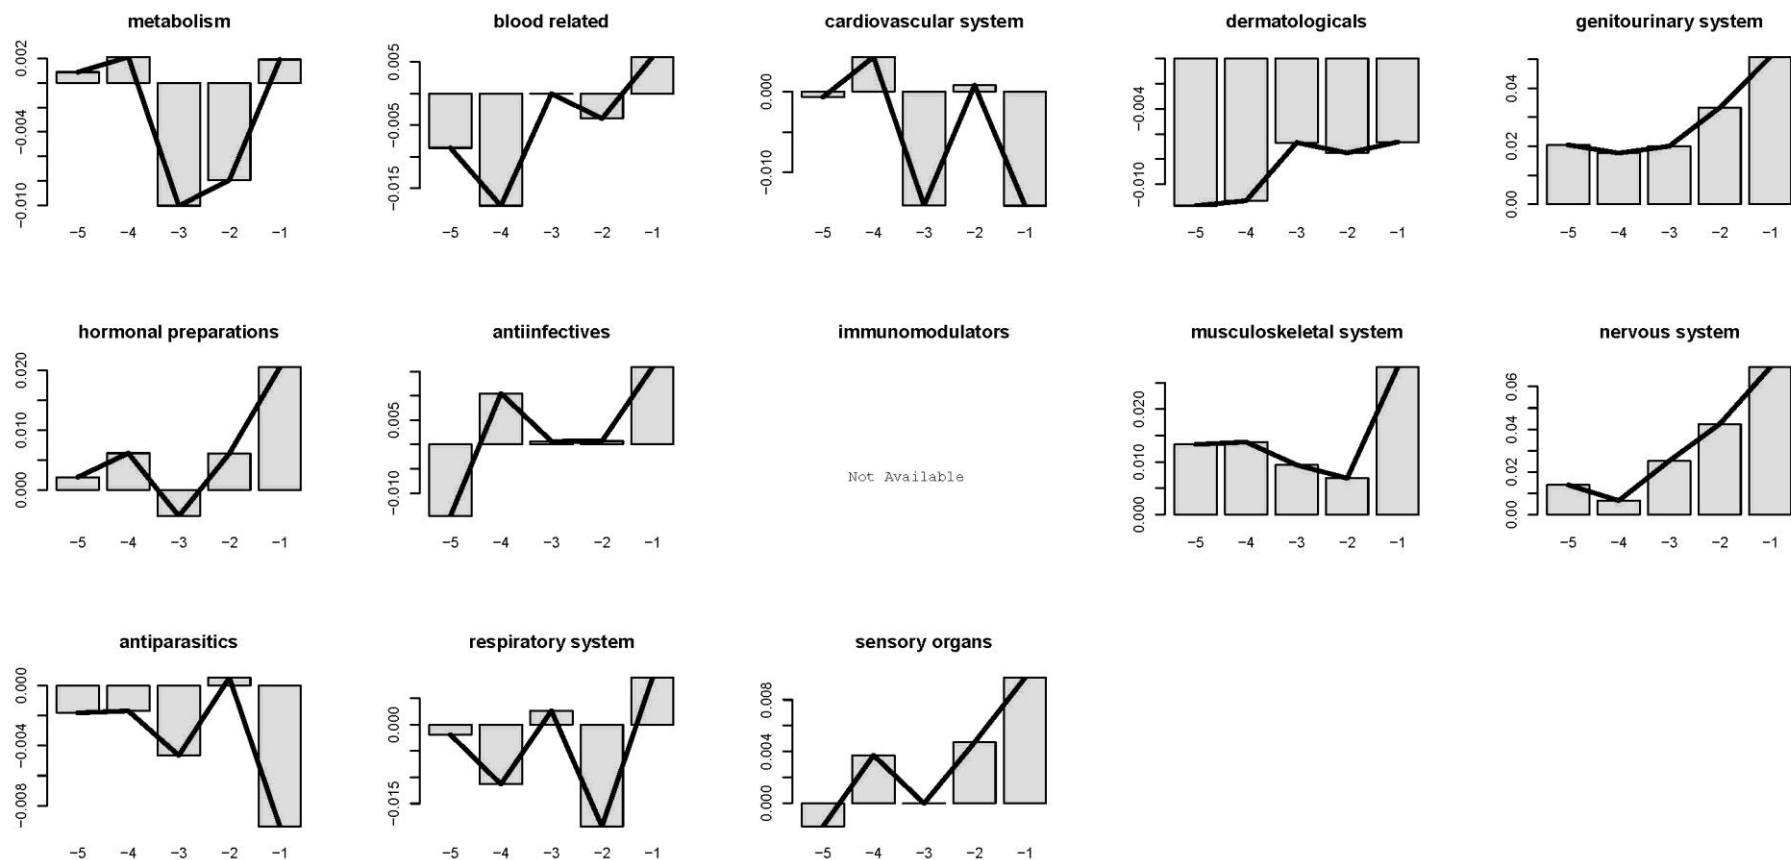 metabolism
0.002
−0.004
−0.010
−5 −4 −3 −2 −1
blood related
0.005
−0.005
−0.015
−5 −4 −3 −2 −1
cardiovascular system
0.000
−0.010
−5 −4 −3 −2 −1
dermatologicals
−0.004
−0.010
−5 −4 −3 −2 −1
genitourinary system
0.04
0.02
0.00
−5 −4 −3 −2 −1
hormonal preparations
0.020
0.010
0.000
−5 −4 −3 −2 −1
antiinfectives
0.005
−0.010
−5 −4 −3 −2 −1
immunomodulators
Not Available
musculoskeletal system
0.020
0.010
0.000
−5 −4 −3 −2 −1
nervous system
0.06
0.04
0.02
0.00
−5 −4 −3 −2 −1
antiparasitics
0.000
−0.004
−0.008
−5 −4 −3 −2 −1
respiratory system
0.000
−0.015
−5 −4 −3 −2 −1
sensory organs
0.008
0.004
0.000
−5 −4 −3 −2 −1